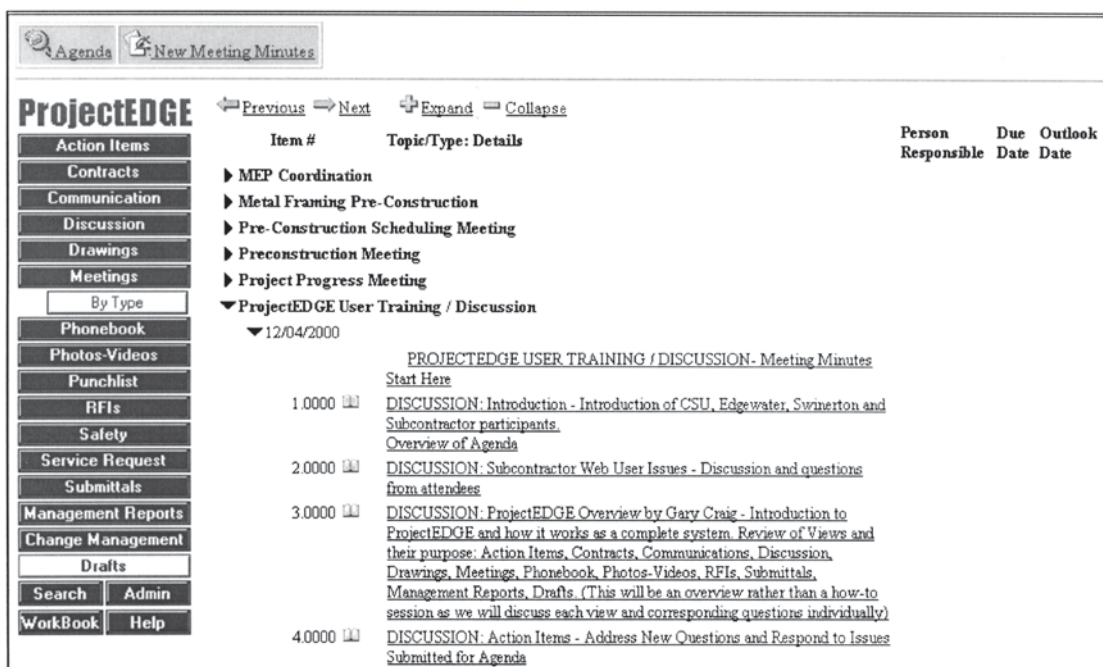 Agenda New Meeting Minutes
ProjectEDGE
Action Items
Contracts
Communication
Discussion
Drawings
Meetings
By Type
Phonebook
Photos-Videos
Punchlist
RFIs
Safety
Service Request
Submittals
Management Reports
Change Management
Drafts
Search Admin
WorkBook Help
Previous Next Expand Collapse
Item # Topic/Type: Details Person Responsible Due Date Outlook Date
MEP Coordination
Metal Framing Pre-Construction
Pre-Construction Scheduling Meeting
Preconstruction Meeting
Project Progress Meeting
ProjectEDGE User Training / Discussion
12/04/2000
PROJECTEDGE USER TRAINING / DISCUSSION- Meeting Minutes
Start Here
1.0000 DISCUSSION: Introduction - Introduction of CSU, Edgewater, Swinerton and
Subcontractor participants.
Overview of Agenda
2.0000 DISCUSSION: Subcontractor Web User Issues - Discussion and questions
from attendees
3.0000 DISCUSSION: ProjectEDGE Overview by Gary Craig - Introduction to
ProjectEDGE and how it works as a complete system. Review of Views and
their purpose: Action Items, Contracts, Communications, Discussion,
Drawings, Meetings, Phonebook, Photos-Videos, RFIs, Submittals,
Management Reports, Drafts. (This will be an overview rather than a how-to
session as we will discuss each view and corresponding questions individually)
4.0000 DISCUSSION: Action Items - Address New Questions and Respond to Issues
Submitted for Agenda